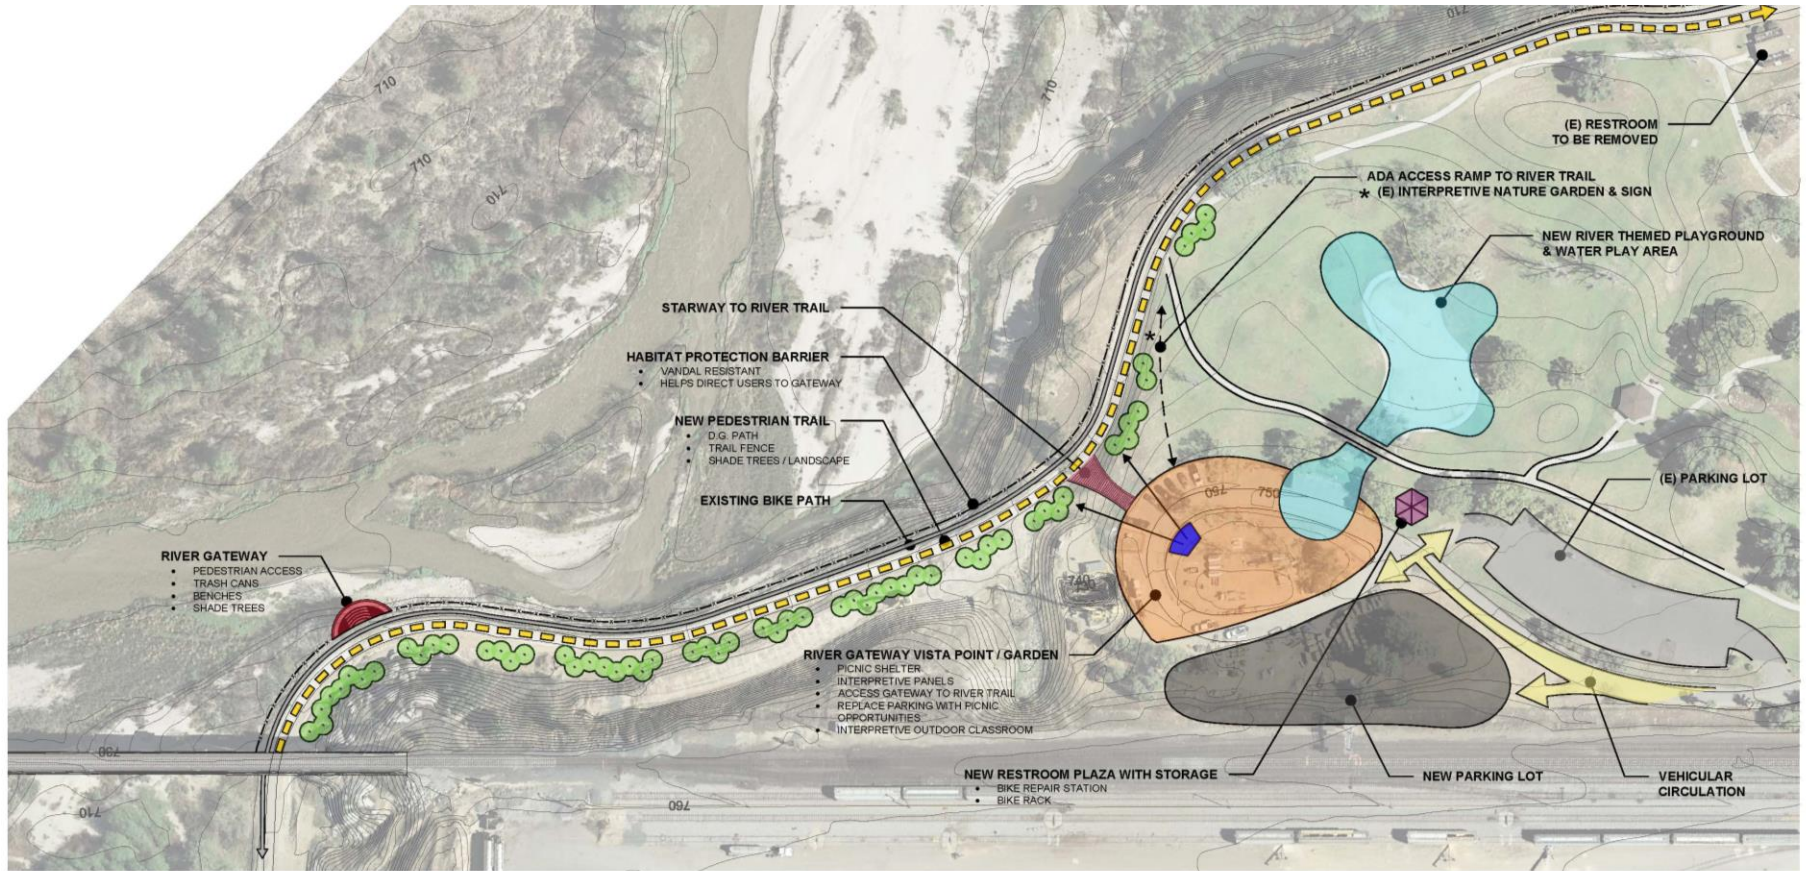 710
710
710
710
710
(E) RESTROOM
TO BE REMOVED
ADA ACCESS RAMP TO RIVER TRAIL
* (E) INTERPRETIVE NATURE GARDEN & SIGN
NEW RIVER THEMED PLAYGROUND
& WATER PLAY AREA
STARWAY TO RIVER TRAIL
*
HABITAT PROTECTION BARRIER
• VANDAL RESISTANT
• HELPS DIRECT USERS TO GATEWAY
NEW PEDESTRIAN TRAIL
• D.G. PATH
• TRAIL FENCE
• SHADE TREES / LANDSCAPE
(E) PARKING LOT
760
750
EXISTING BIKE PATH
RIVER GATEWAY
• PEDESTRIAN ACCESS
• TRASH CANS
• BENCHES
• SHADE TREES
740
RIVER GATEWAY VISTA POINT / GARDEN
• PICNIC SHELTER
• INTERPRETIVE PANELS
• ACCESS GATEWAY TO RIVER TRAIL
• REPLACE PARKING WITH PICNIC
OPPORTUNITIES
• INTERPRETIVE OUTDOOR CLASSROOM
730
NEW RESTROOM PLAZA WITH STORAGE
• BIKE REPAIR STATION
• BIKE RACK
NEW PARKING LOT
VEHICULAR
CIRCULATION
710
760